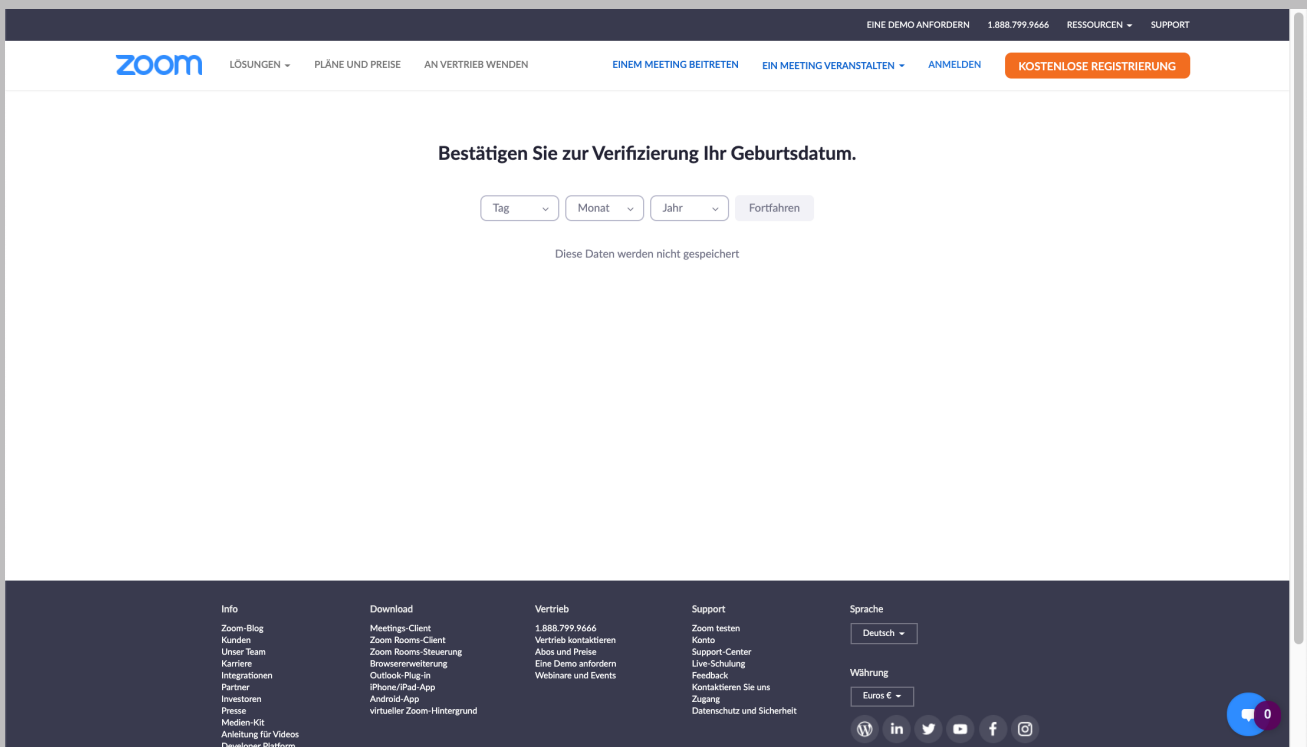 EINE DEMO ANFORDERN 1.888.799.9666 RESSOURCEN SUPPORT
zoom LÖSUNGEN PLÄNE UND PREISE AN VERTRIEB WENDEN EINEM MEETING BEITRETEN EIN MEETING VERANSTALTEN ANMELDEN KOSTENLOSE REGISTRIERUNG
Bestätigen Sie zur Verifizierung Ihr Geburtsdatum.
Tag Monat Jahr Fortfahren
Diese Daten werden nicht gespeichert
Info
Zoom-Blog
Kunden
Unser Team
Karriere
Integrationen
Partner
Investoren
Presse
Medien-Kit
Anleitung für Videos
Developer Platform
Download
Meetings-Client
Zoom Rooms-Client
Zoom Rooms-Steuerung
Browsererweiterung
Outlook-Plug-in
iPhone/iPad-App
Android-App
virtueller Zoom-Hintergrund
Vertrieb
1.888.799.9666
Vertrieb kontaktieren
Abos und Preise
Eine Demo anfordern
Webinare und Events
Support
Zoom testen
Konto
Support-Center
Live-Schulung
Feedback
Kontaktieren Sie uns
Zugang
Datenschutz und Sicherheit
Sprache
Deutsch
Währung
Euros €
0